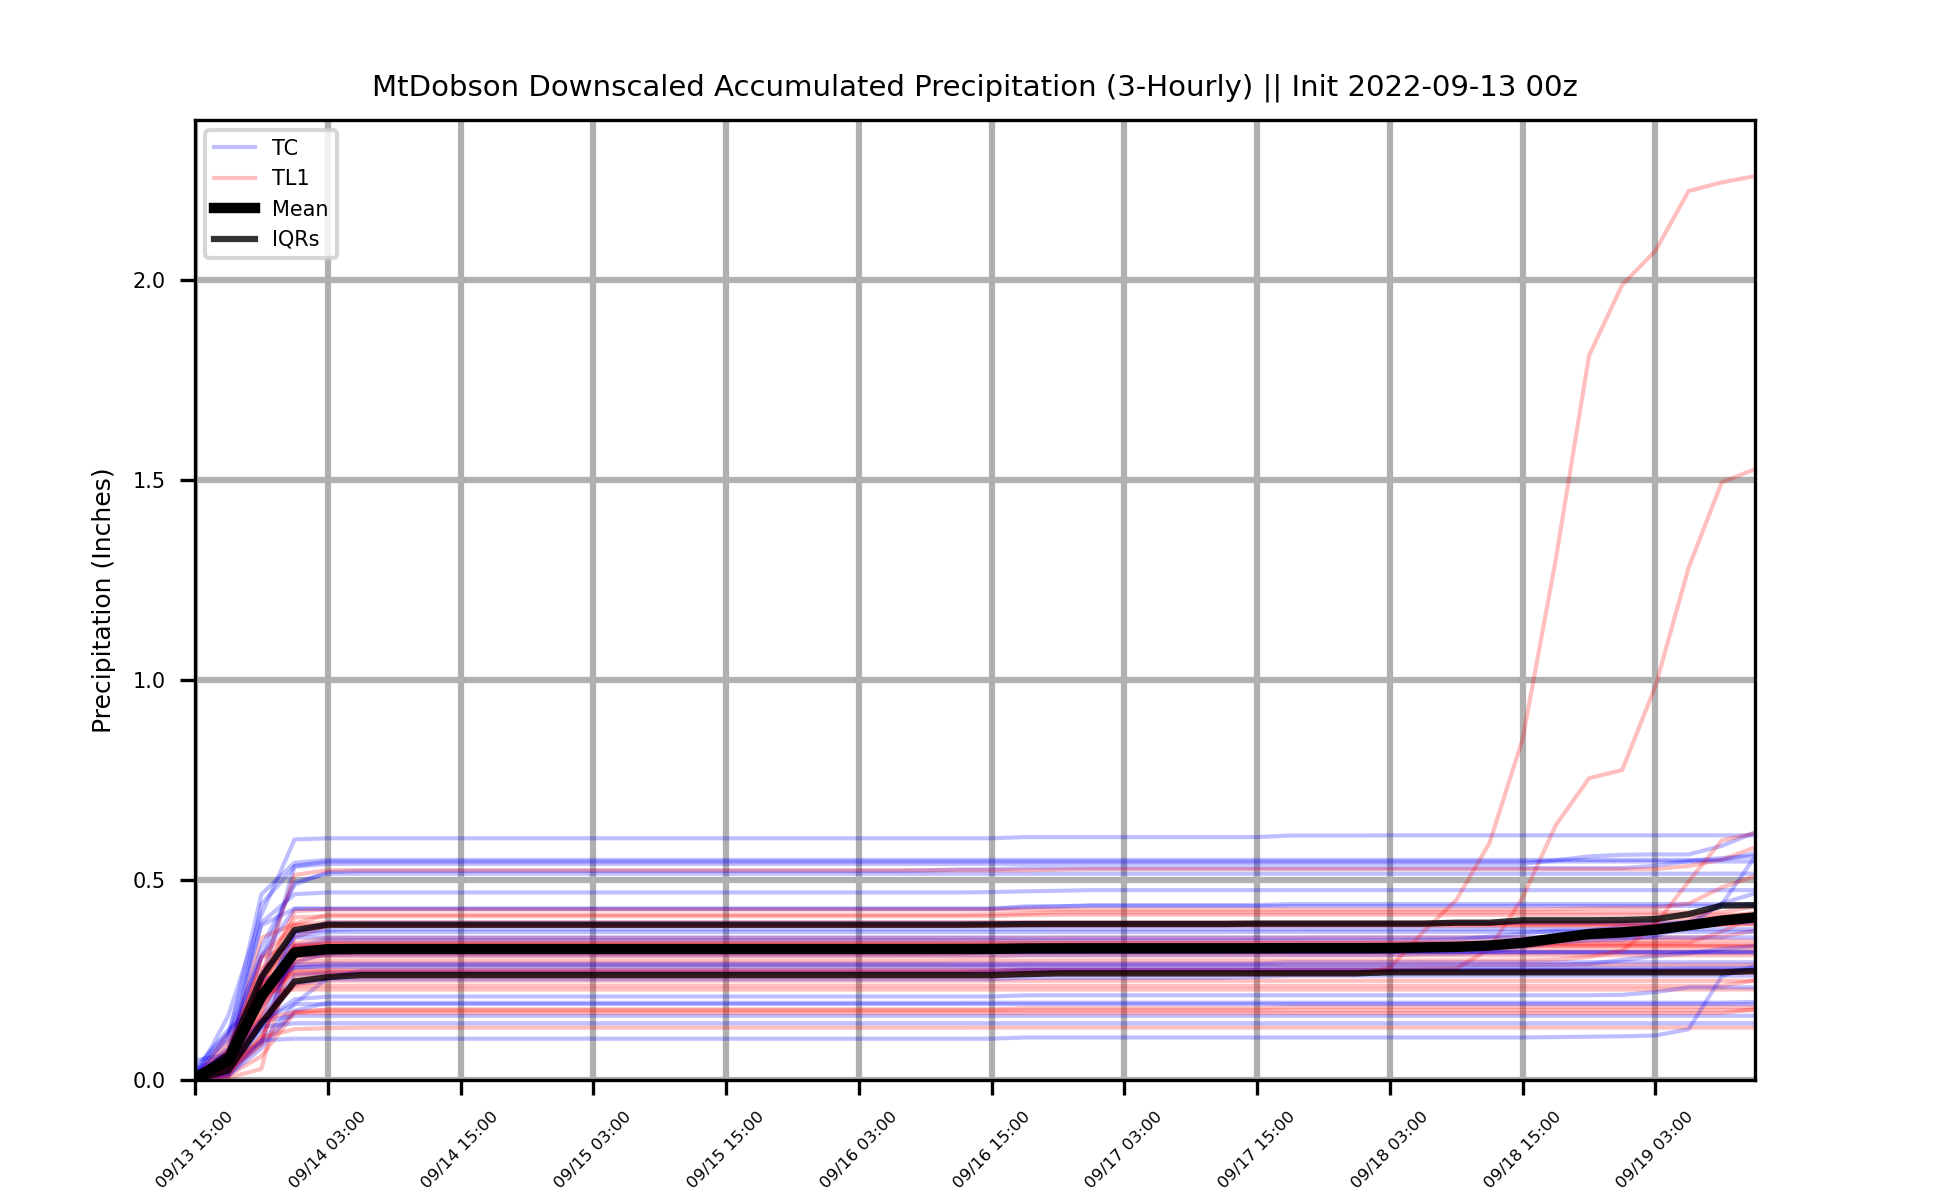 MtDobson Downscaled Accumulated Precipitation (3-Hourly) || Init 2022-09-13 00z
TC
TL1
Mean
IQRs
Precipitation (Inches)
2.0
1.5
1.0
0.5
0.0
09/13 15:00
09/14 03:00
09/14 15:00
09/15 03:00
09/15 15:00
09/16 03:00
09/16 15:00
09/17 03:00
09/17 15:00
09/18 03:00
09/18 15:00
09/19 03:00